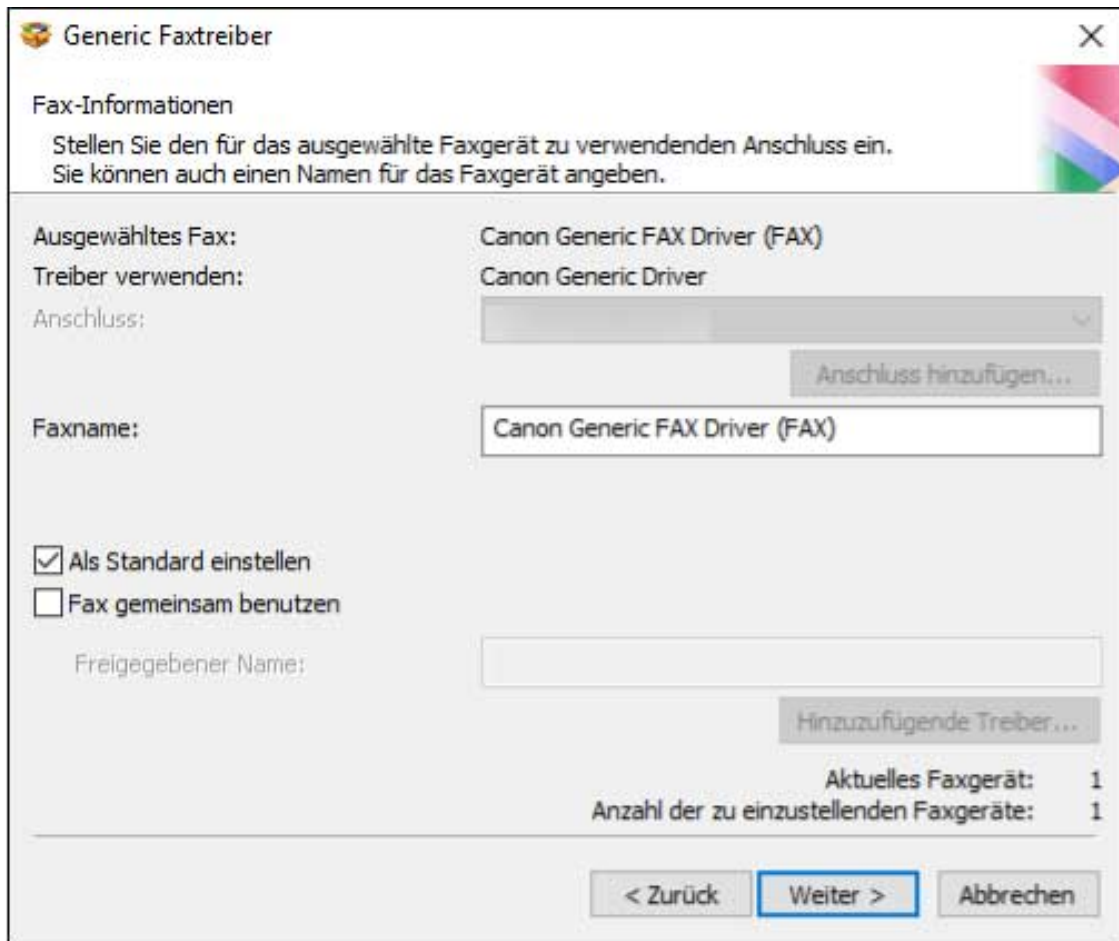 Generic Faxtreiber
Fax-Informationen
Stellen Sie den für das ausgewählte Faxgerät zu verwendenden Anschluss ein.
Sie können auch einen Namen für das Faxgerät angeben.
Ausgewähltes Fax: Canon Generic FAX Driver (FAX)
Treiber verwenden: Canon Generic Driver
Anschluss:
Anschluss hinzufügen...
Faxname: Canon Generic FAX Driver (FAX)
Als Standard einstellen
Fax gemeinsam benutzen
Freigegebener Name:
Hinzuzufügende Treiber...
Aktuelles Faxgerät: 1
Anzahl der zu einzustellenden Faxgeräte: 1
< Zurück Weiter > Abbrechen